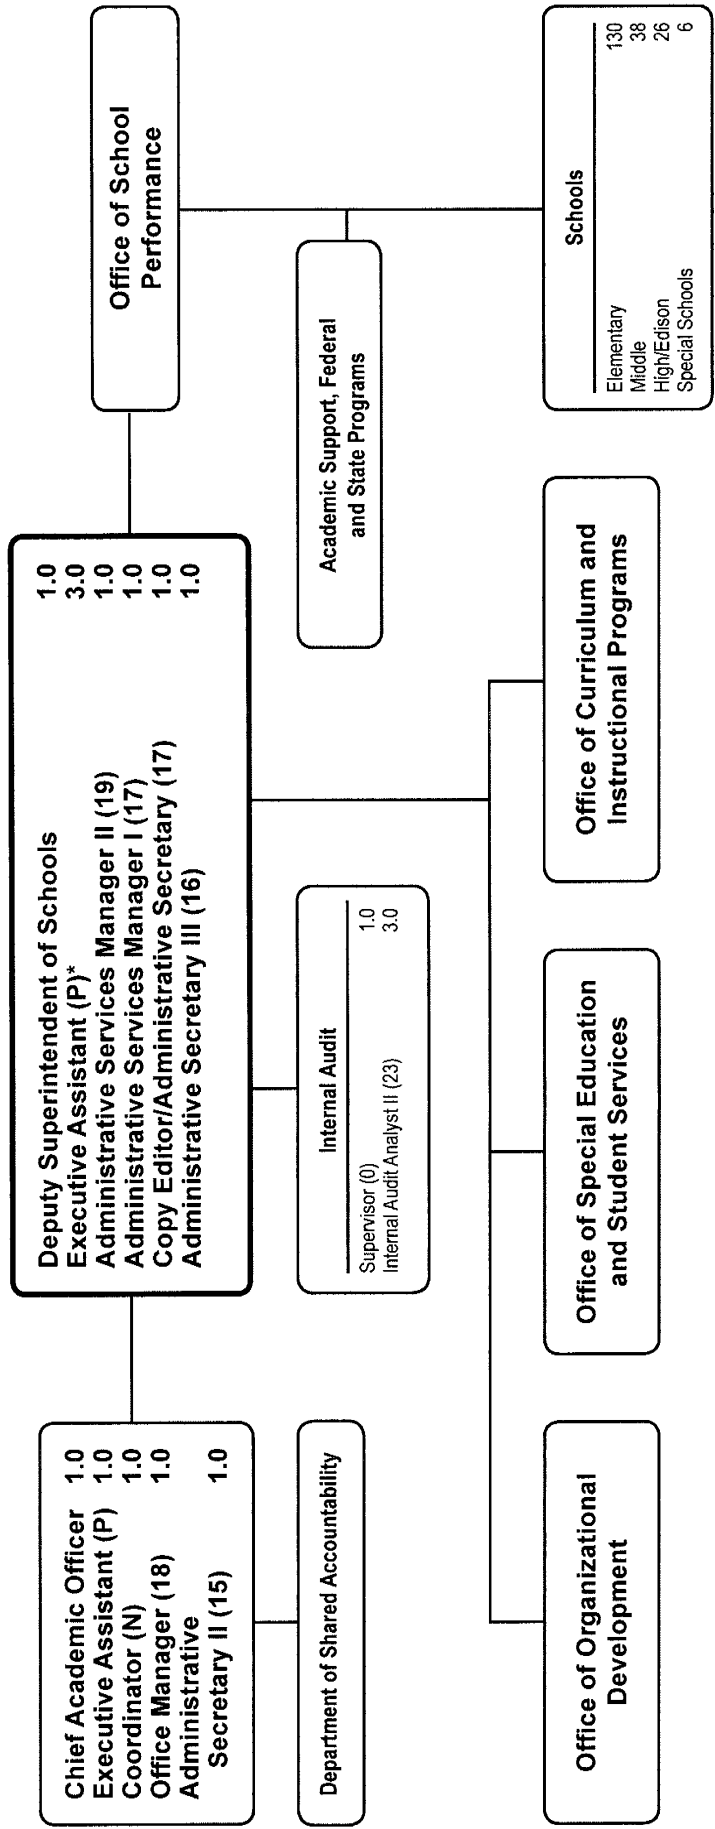 Chief Academic Officer 1.0
Executive Assistant (P) 1.0
Coordinator (N) 1.0
Office Manager (18) 1.0
Administrative
Secretary II (15) 1.0
Deputy Superintendent of Schools 1.0
Executive Assistant (P)* 3.0
Administrative Services Manager II (19) 1.0
Administrative Services Manager I (17) 1.0
Copy Editor/Administrative Secretary (17) 1.0
Administrative Secretary III (16) 1.0
Office of School
Performance
Department of Shared Accountability
Internal Audit
Supervisor (0) 1.0
Internal Audit Analyst II (23) 3.0
Academic Support, Federal
and State Programs
Office of Organizational
Development
Office of Special Education
and Student Services
Office of Curriculum and
Instructional Programs
Schools
Elementary 130
Middle 38
High/Edison 26
Special Schools 6